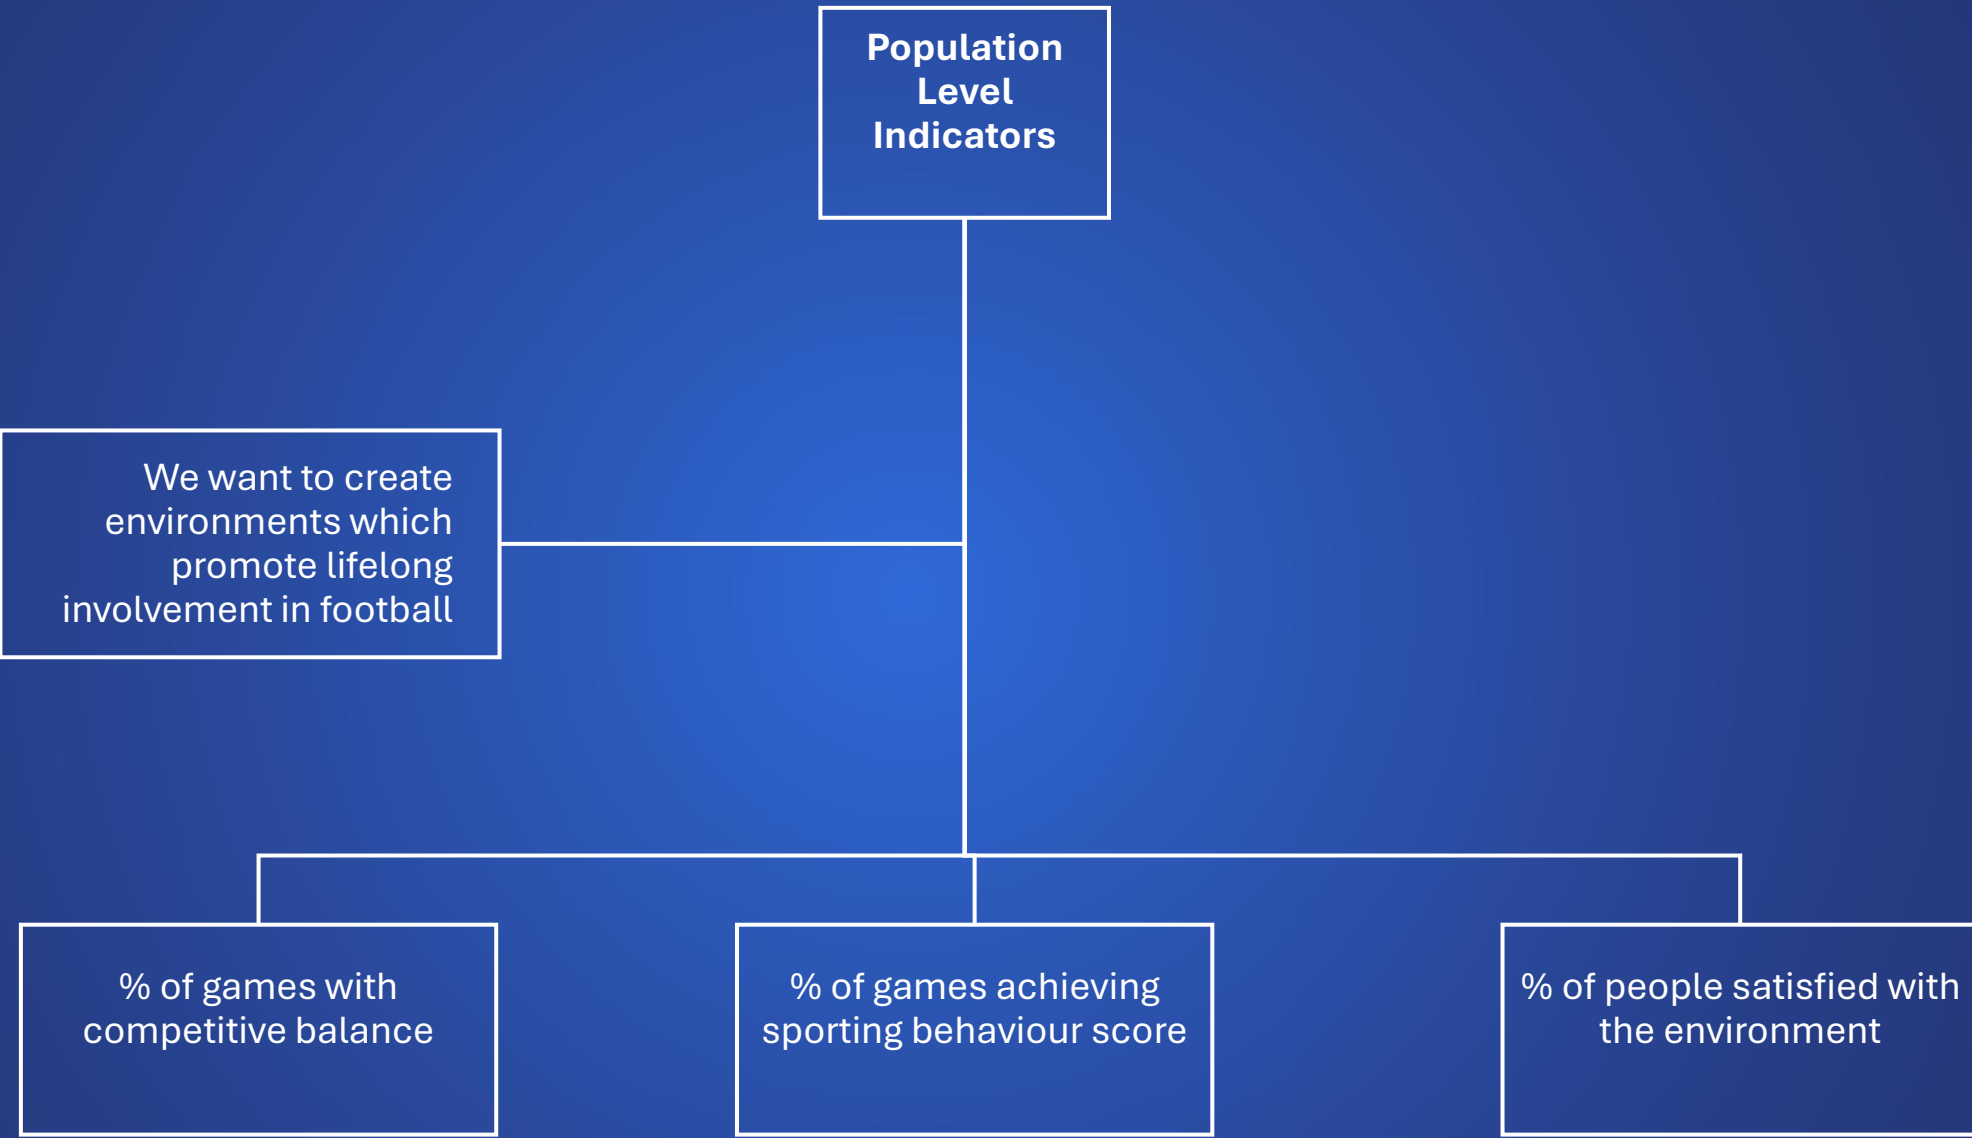 Population
Level
Indicators
We want to create
environments which
promote lifelong
involvement in football
% of games with
competitive balance
% of games achieving
sporting behaviour score
% of people satisfied with
the environment